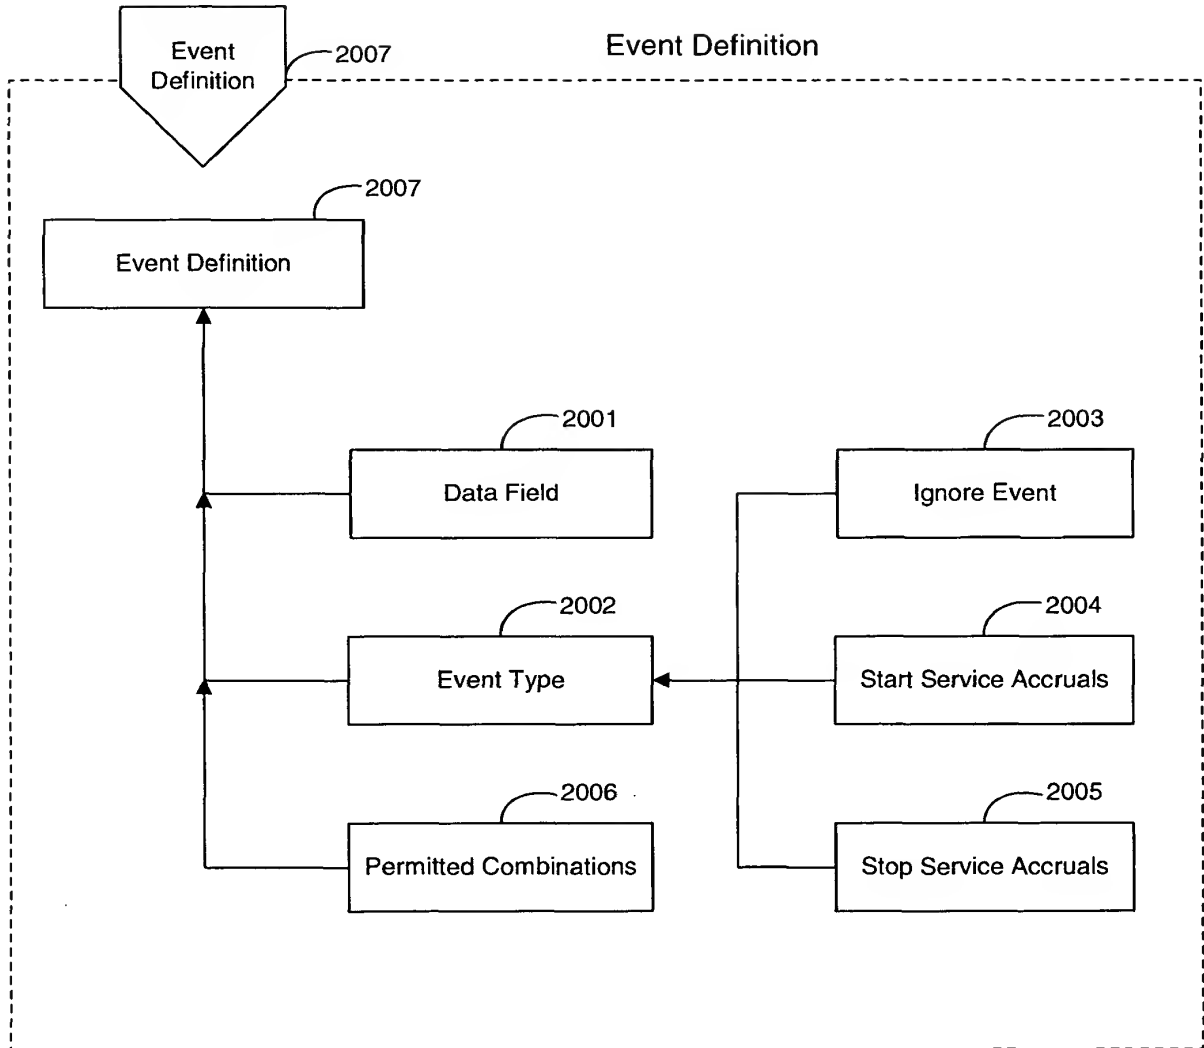 Event Definition
Event
Definition
2007
2007
Event Definition
2001
Data Field
2003
Ignore Event
2002
Event Type
2004
Start Service Accruals
2006
Permitted Combinations
2005
Stop Service Accruals